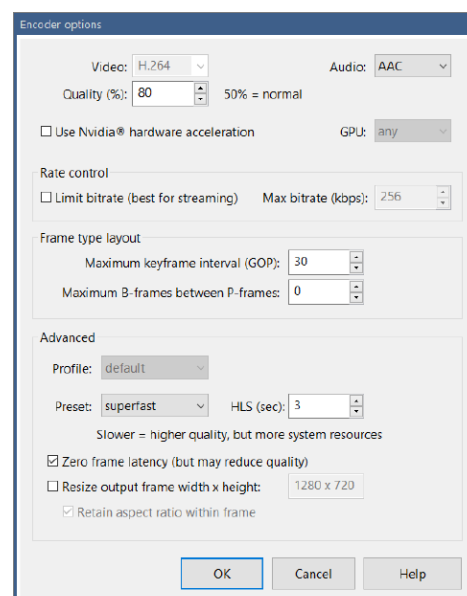 Encoder options
Video: H.264 Audio: AAC
Quality (%): 80 50% = normal
Use Nvidia® hardware acceleration GPU: any
Rate control
Limit bitrate (best for streaming) Max bitrate (kbps): 256
Frame type layout
Maximum keyframe interval (GOP): 30
Maximum B-frames between P-frames: 0
Advanced
Profile: default
Preset: superfast HLS (sec): 3
Slower = higher quality, but more system resources
Zero frame latency (but may reduce quality)
Resize output frame width x height: 1280 x 720
Retain aspect ratio within frame
OK Cancel Help